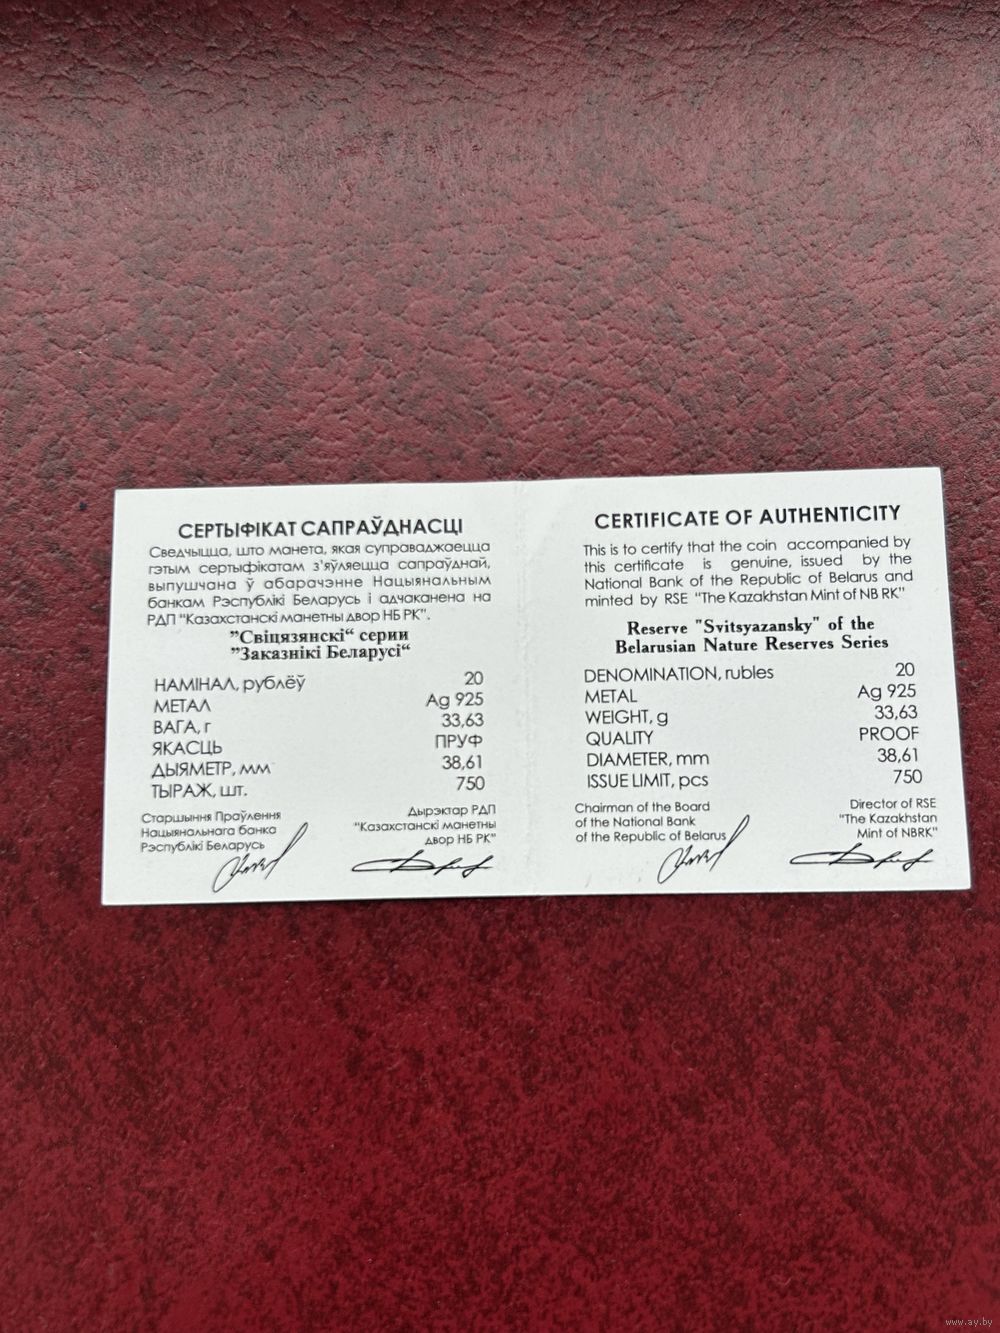 СЕРТЫФІКАТ САПРАЎДНАСЦІ
Сведчыцца, што манета, якая суправаджаецца
гэтым сертыфікатам з'яўляецца сапраўднай,
выпушчана ў абарачэнне Нацыянальным
банкам Рэспублікі Беларусь і адчаканена на
РДП "Казахстанскі манетны двор НБ РК".
"Свіцязянскі“ серии
"Заказнікі Беларусі“
НАМІНАЛ, рублёў 20
МЕТАЛ Ag 925
ВАГА, г 33,63
ЯКАСЦЬ ПРУФ
ДЫЯМЕТР, мм 38,61
ТЫРАЖ, шт. 750
Старшыння Праўлення
Нацыянальнага банка
Рэспублікі Беларусь
Дырэктар РДП
"Казахстанскі манетны
двор НБ РК"
CERTIFICATE OF AUTHENTICITY
This is to certify that the coin accompanied by
this certificate is genuine, issued by the
National Bank of the Republic of Belarus and
minted by RSE "The Kazakhstan Mint of NB RK"
Reserve "Svitsyazansky" of the
Belarusian Nature Reserves Series
DENOMINATION, rubles 20
METAL Ag 925
WEIGHT, g 33,63
QUALITY PROOF
DIAMETER, mm 38,61
ISSUE LIMIT, pcs 750
Chairman of the Board
of the National Bank
of the Republic of Belarus
Director of RSE
"The Kazakhstan
Mint of NBRK"
www.ay.by